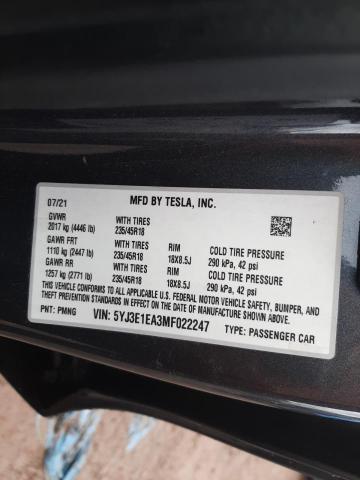 07/21 MFD BY TESLA, INC.
GVWR WITH TIRES
2017 kg (4446 lb) 235/45R18
GAWR FRT WITH TIRES RIM COLD TIRE PRESSURE
1110 kg (2447 lb) 235/45R18 18X8.5J 290 kPa, 42 psi
GAWR RR WITH TIRES RIM COLD TIRE PRESSURE
1257 kg (2771 lb) 235/45R18 18X8.5J 290 kPa, 42 psi
THIS VEHICLE CONFORMS TO ALL APPLICABLE
FEDERAL MOTOR VEHICLE SAFETY, BUMPER, AND
THEFT PREVENTION STANDARDS IN EFFECT ON THE DATE OF MANUFACTURE SHOWN
ABOVE.
PNT: PMNG VIN: 5YJ3E1EA3MF022247 TYPE: PASSENGER CAR